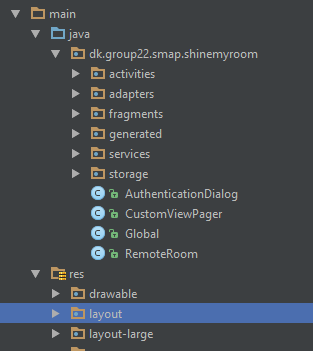 main
java
dk.group22.smap.shinemyroom
activities
adapters
fragments
generated
services
storage
AuthenticationDialog
CustomViewPager
Global
RemoteRoom
res
drawable
layout
layout-large